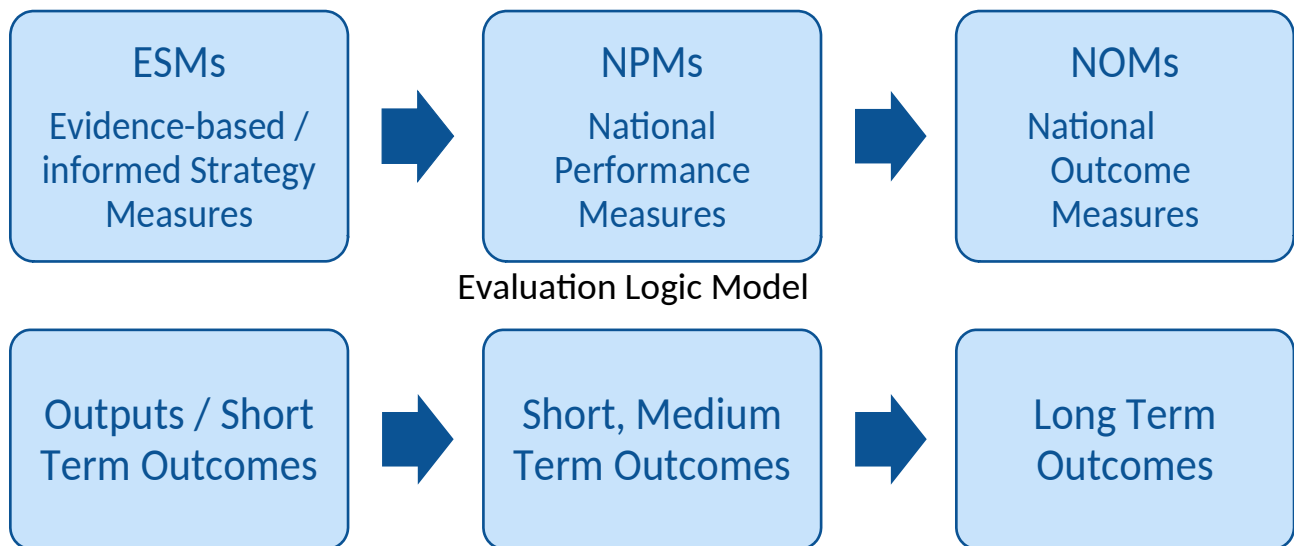 ESMs
Evidence-based /
informed Strategy
Measures
NPMs
National
Performance
Measures
NOMs
National
Outcome
Measures
Evaluation Logic Model
Outputs / Short
Term Outcomes
Short, Medium
Term Outcomes
Long Term
Outcomes